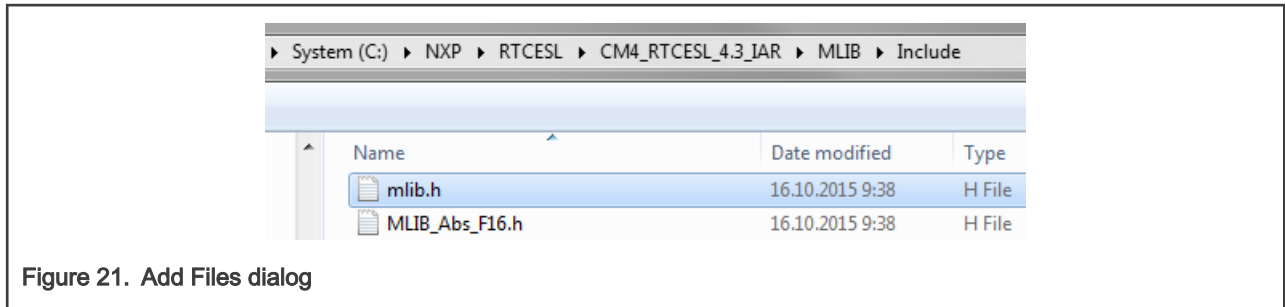 System (C:) ▸ NXP ▸ RTCESL ▸ CM4_RTCESL_4.3_IAR ▸ MLIB ▸ Include
Name Date modified Type
mlib.h 16.10.2015 9:38 H File
MLIB_Abs_F16.h 16.10.2015 9:38 H File
Figure 21. Add Files dialog